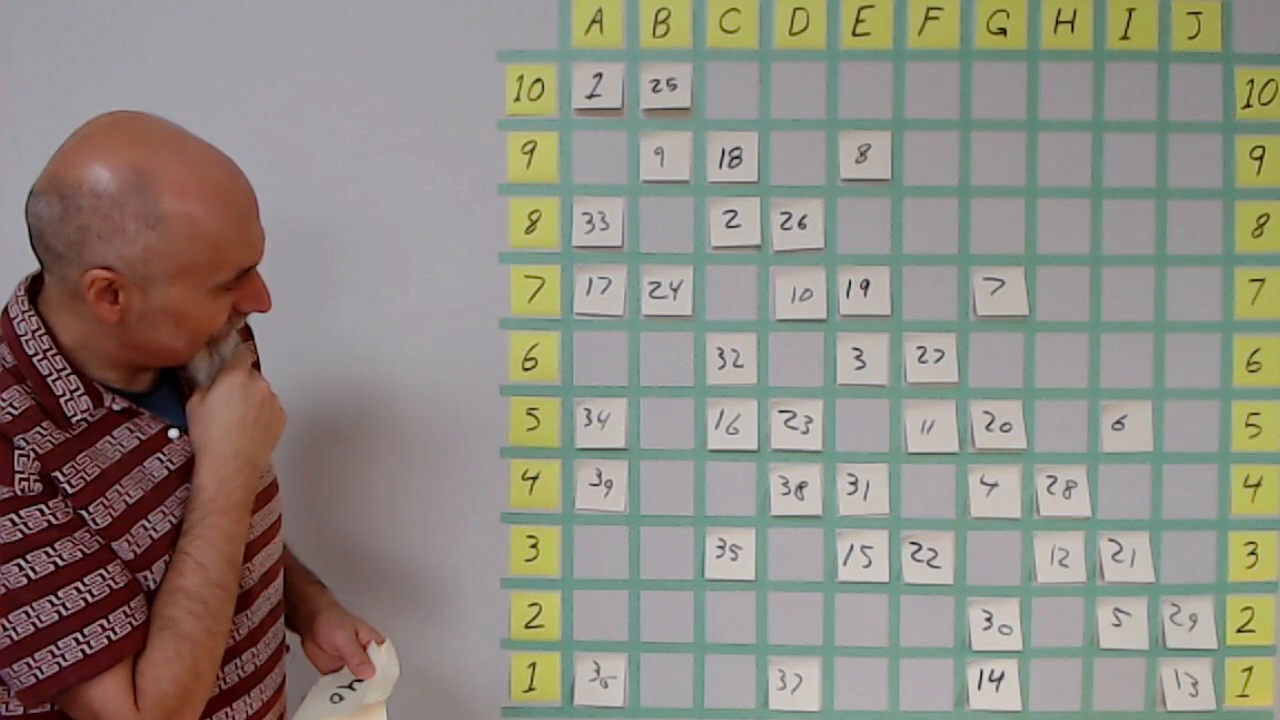 A B C D E F G H I J
10 1 25 10
9 9 18 8 9
8 33 2 26 8
7 17 24 10 19 7 7
6 32 3 27 6
5 34 16 23 11 20 6 5
4 39 38 31 4 28 4
3 35 15 22 12 21 3
2 30 5 29 2
1 36 37 14 13 1
40